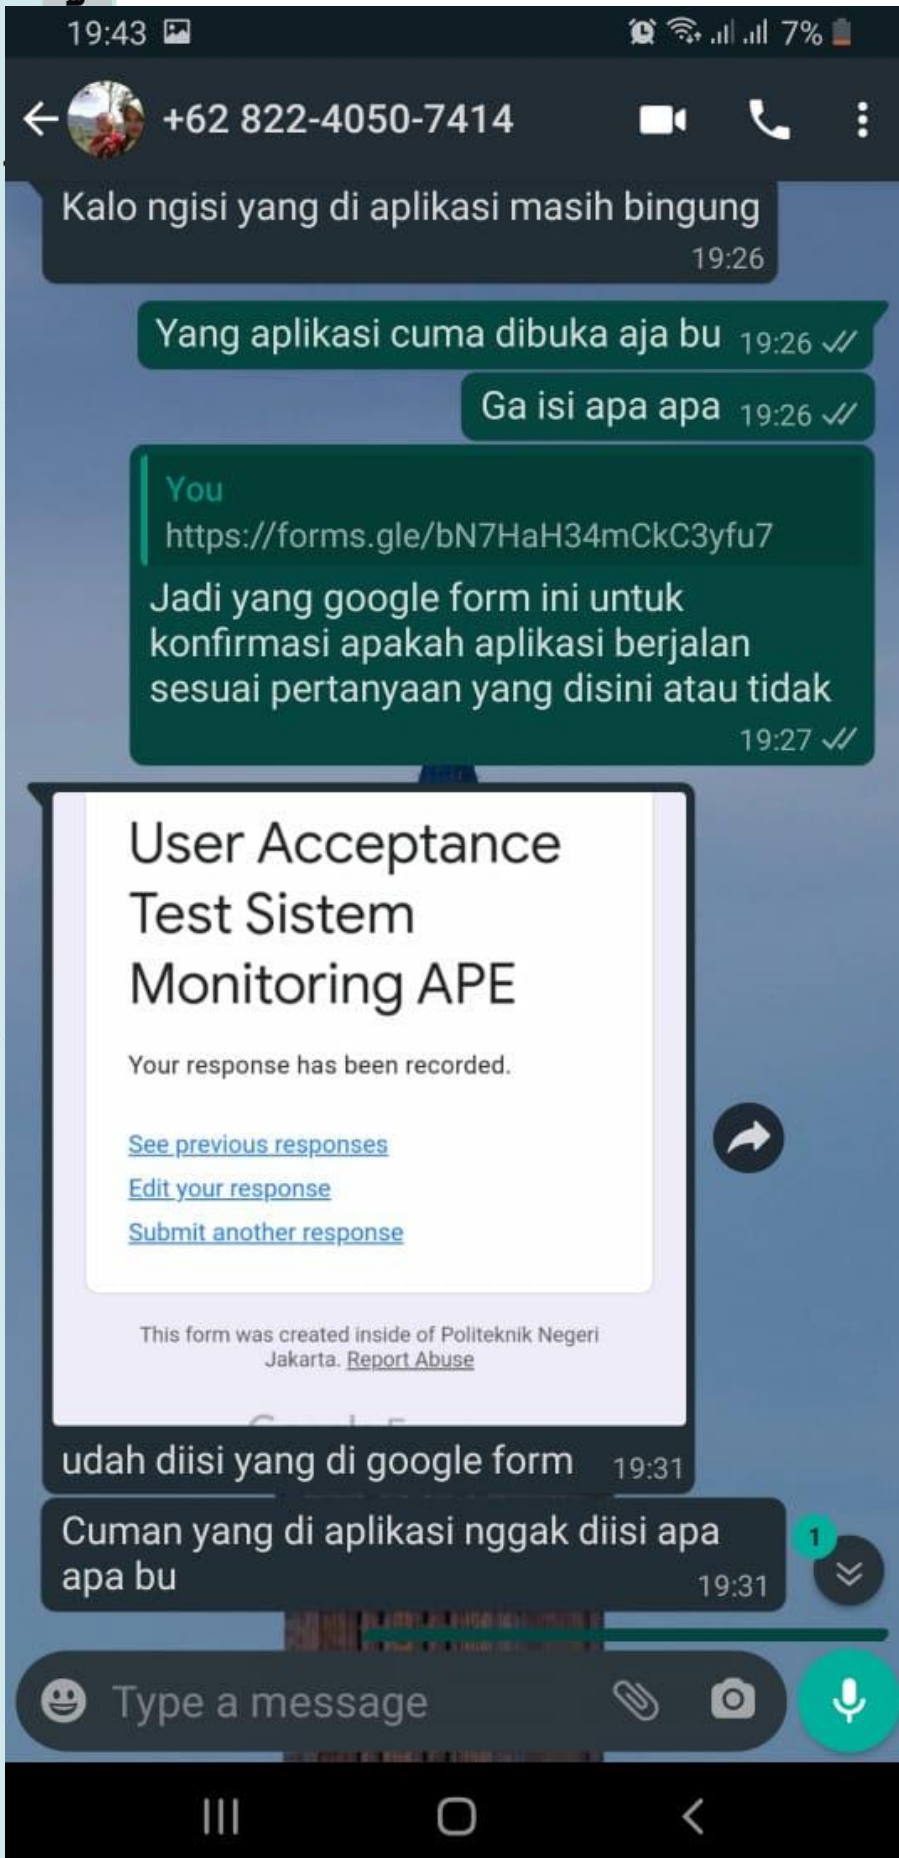 19:43 7%
+62 822-4050-7414
Kalo ngisi yang di aplikasi masih bingung
19:26
Yang aplikasi cuma dibuka aja bu 19:26
Ga isi apa apa 19:26
You
https://forms.gle/bN7HaH34mCkC3yfu7
Jadi yang google form ini untuk
konfirmasi apakah aplikasi berjalan
sesuai pertanyaan yang disini atau tidak
19:27
User Acceptance
Test Sistem
Monitoring APE
Your response has been recorded.
See previous responses
Edit your response
Submit another response
This form was created inside of Politeknik Negeri
Jakarta. Report Abuse
udah diisi yang di google form 19:31
Cuman yang di aplikasi nggak diisi apa
apa bu 19:31
1
Type a message